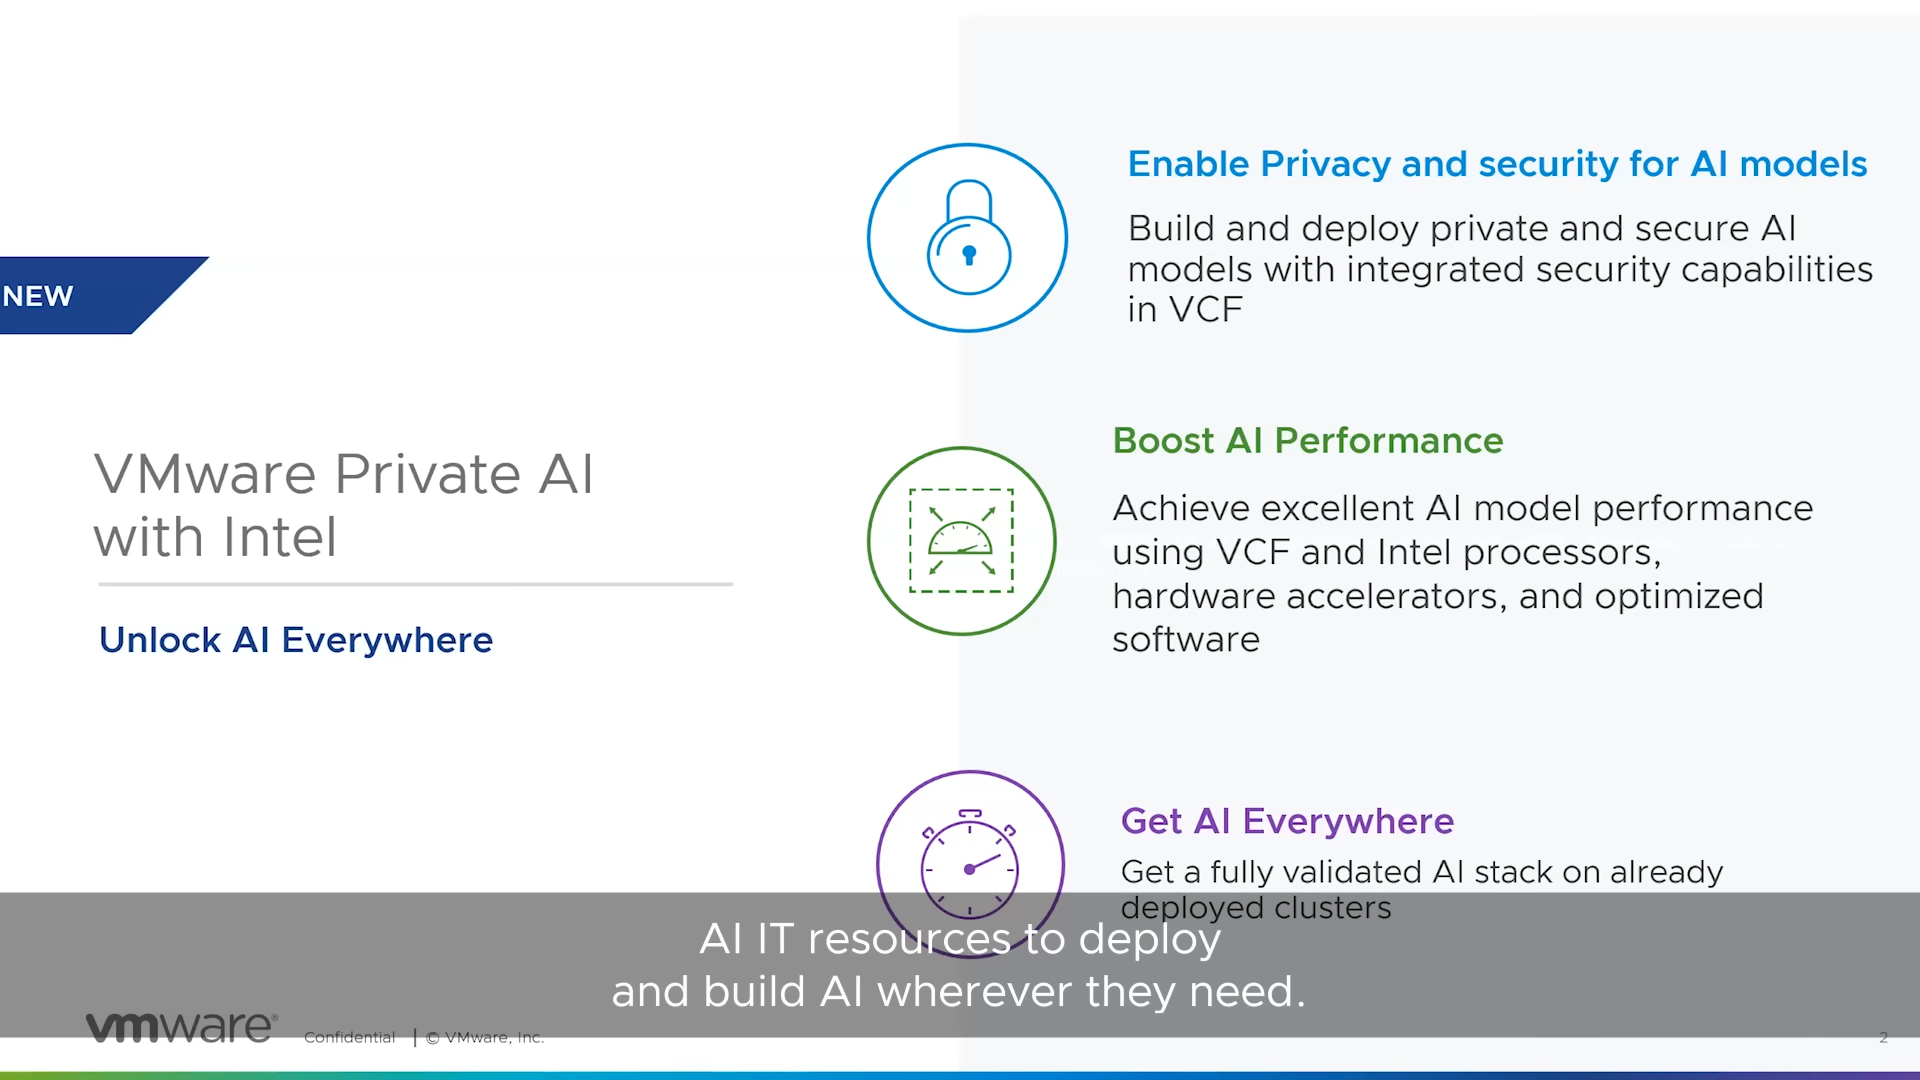 NEW
VMware Private AI
with Intel
Unlock AI Everywhere
Enable Privacy and security for AI models
Build and deploy private and secure AI
models with integrated security capabilities
in VCF
Boost AI Performance
Achieve excellent AI model performance
using VCF and Intel processors,
hardware accelerators, and optimized
software
Get AI Everywhere
Get a fully validated AI stack on already
deployed clusters
AI IT resources to deploy
and build AI wherever they need.
vmware®
Confidential | © VMware, Inc.
2